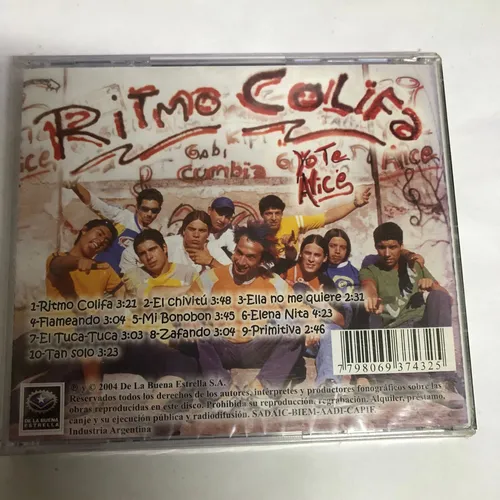 Ritmo Colifa
Gabi
Cumbia
Yo Te
Hice
1-Ritmo Colifa 3:21 2-El Chivitú 3:48 3-Ella no me quiere 2:31
4-Flameando 3:04 5-Mi Bonobon 3:45 6-Elena Nita 4:23
7-El Tuca-Tuca 3:03 8-Zafando 3:04 9-Primitiva 2:46
10-Tan solo 3:23
7 798069 374325
DE LA BUENA
ESTRELLA
℗ y © 2004 De La Buena Estrella S.A.
Reservados todos los derechos de los autores, intérpretes y productores fonográficos sobre las
obras reproducidas en este disco. Prohibida su reproducción, regrabación. Alquiler, préstamo,
canje y su ejecución pública y radiodifusión. SADAIC-BIEM-AADI-CAPIF
Industria Argentina